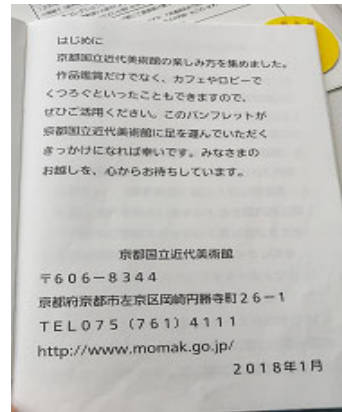 はじめに
京都国立近代美術館の楽しみ方を集めました。
作品鑑賞だけでなく、カフェやロビーで
くつろぐといったこともできますので、
ぜひご活用ください。このパンフレットが
京都国立近代美術館に足を運んでいただく
きっかけになれば幸いです。みなさまの
お越しを、心からお待ちしています。
京都国立近代美術館
〒606－8344
京都府京都市左京区岡崎円勝寺町26－1
TEL075（761）4111
http://www.momak.go.jp/
2018年1月